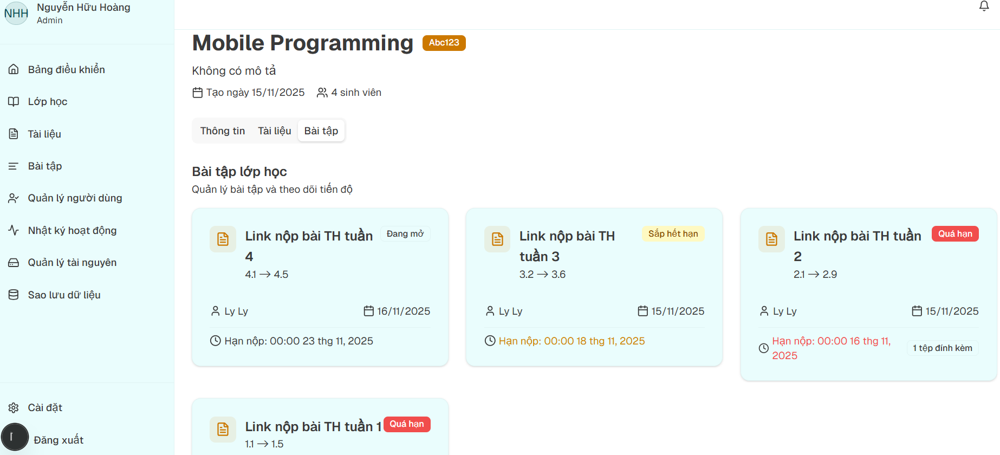 NHH
Nguyễn Hữu Hoàng
Admin
Bảng điều khiển
Lớp học
Tài liệu
Bài tập
Quản lý người dùng
Nhật ký hoạt động
Quản lý tài nguyên
Sao lưu dữ liệu
Cài đặt
Đăng xuất
Mobile Programming
Abc123
Không có mô tả
Tạo ngày 15/11/2025
4 sinh viên
Thông tin
Tài liệu
Bài tập
Bài tập lớp học
Quản lý bài tập và theo dõi tiến độ
Link nộp bài TH tuần
4
Đang mở
4.1 → 4.5
Ly Ly
16/11/2025
Hạn nộp: 00:00 23 thg 11, 2025
Link nộp bài TH
tuần 3
Sắp hết hạn
3.2 → 3.6
Ly Ly
15/11/2025
Hạn nộp: 00:00 18 thg 11, 2025
Link nộp bài TH tuần
2
Quá hạn
2.1 → 2.9
Ly Ly
15/11/2025
Hạn nộp: 00:00 16 thg 11,
2025
1 tệp đính kèm
Link nộp bài TH tuần 1
Quá hạn
1.1 → 1.5